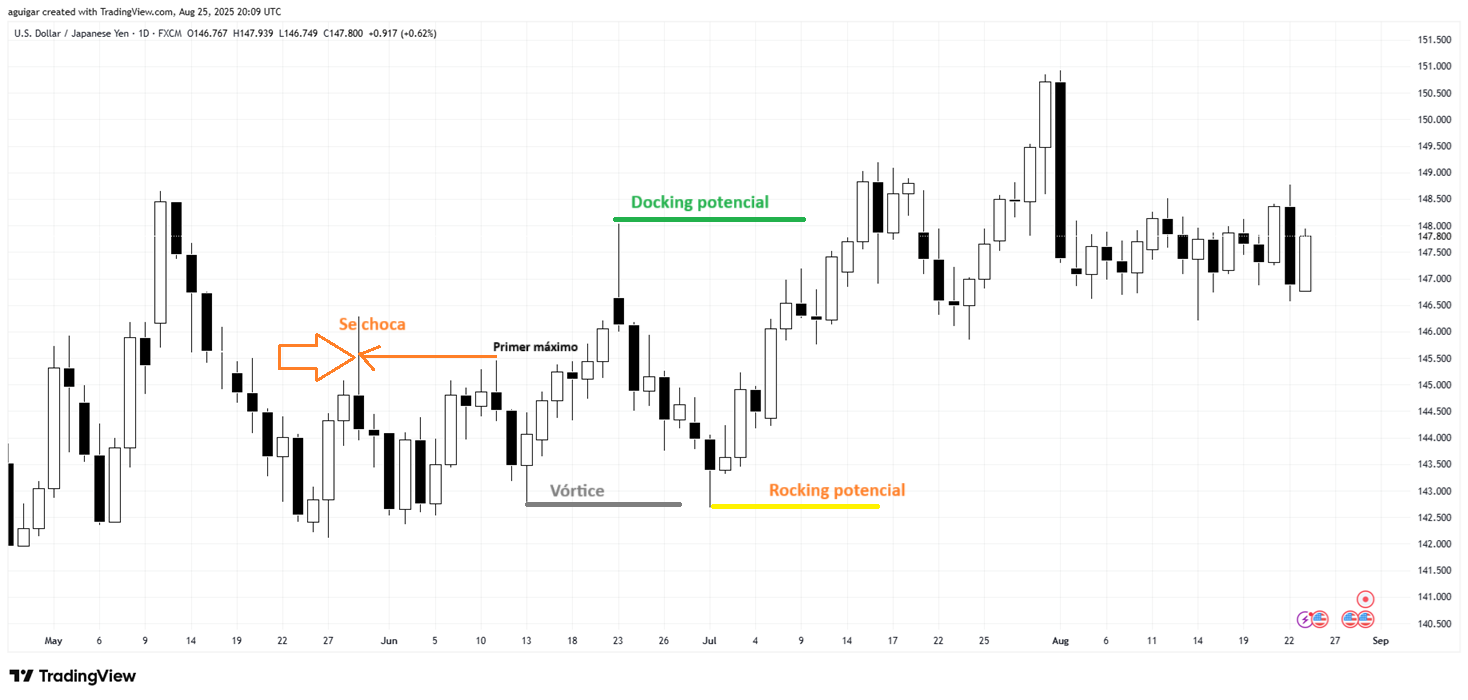 aguigar created with TradingView.com, Aug 25, 2025 20:09 UTC
U.S. Dollar / Japanese Yen · 1D · FXCM O146.767 H147.939 L146.749 C147.800 +0.917 (+0.62%)
151.500
151.000
150.500
150.000
149.500
149.000
148.500
148.000
147.800
147.500
147.000
146.500
146.000
145.500
145.000
144.500
144.000
143.500
143.000
142.500
142.000
141.500
141.000
140.500
Docking potencial
Se choca
Primer máximo
Vórtice
Rocking potencial
May 6 9 14 19 22 27 Jun 5 10 13 18 23 26 Jul 4 9 14 17 22 25 Aug 6 11 14 19 22 27 Sep
TradingView